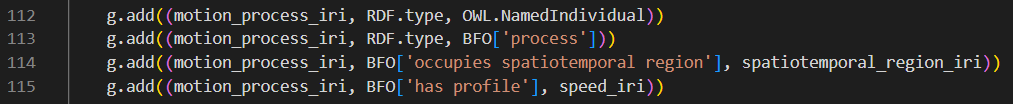 112 g.add((motion_process_iri, RDF.type, OWL.NamedIndividual))
113 g.add((motion_process_iri, RDF.type, BFO['process']))
114 g.add((motion_process_iri, BFO['occupies spatiotemporal region'], spatiotemporal_region_iri))
115 g.add((motion_process_iri, BFO['has profile'], speed_iri))